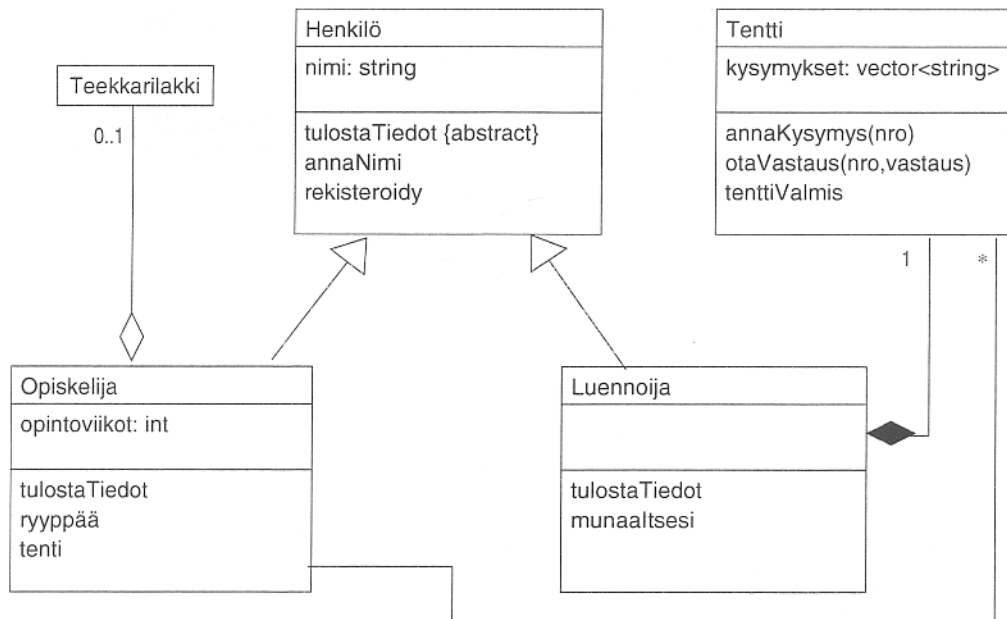 Teekkarilakki
0..1
Henkilö
nimi: string
tulostaTiedot {abstract}
annaNimi
rekisteroidy
Tentti
kysymykset: vector<string>
annaKysymys(nro)
otaVastaus(nro,vastaus)
tenttiValmis
1
*
Opiskelija
opintoviikot: int
tulostaTiedot
ryyppää
tenti
Luennoija
tulostaTiedot
munaaItsesi